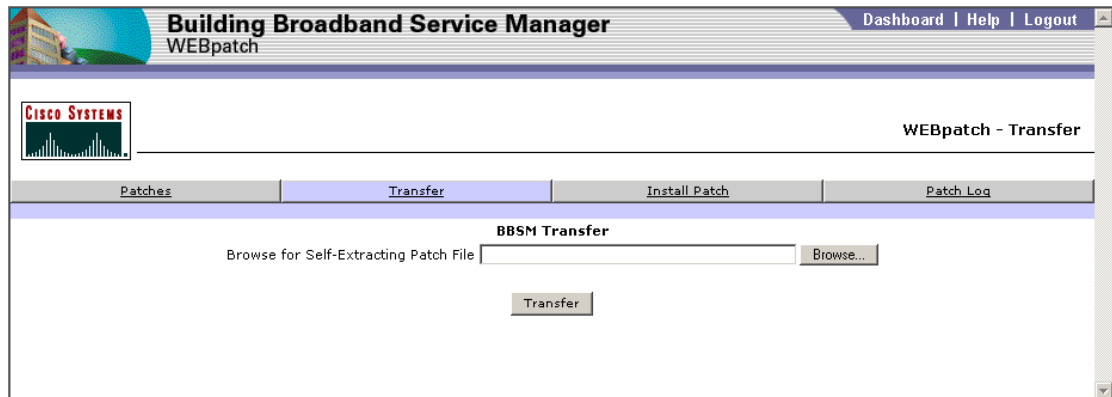 Building Broadband Service Manager
WEBpatch
Dashboard | Help | Logout
CISCO SYSTEMS
WEBpatch - Transfer
Patches Transfer Install Patch Patch Log
BBSM Transfer
Browse for Self-Extracting Patch File Browse...
Transfer